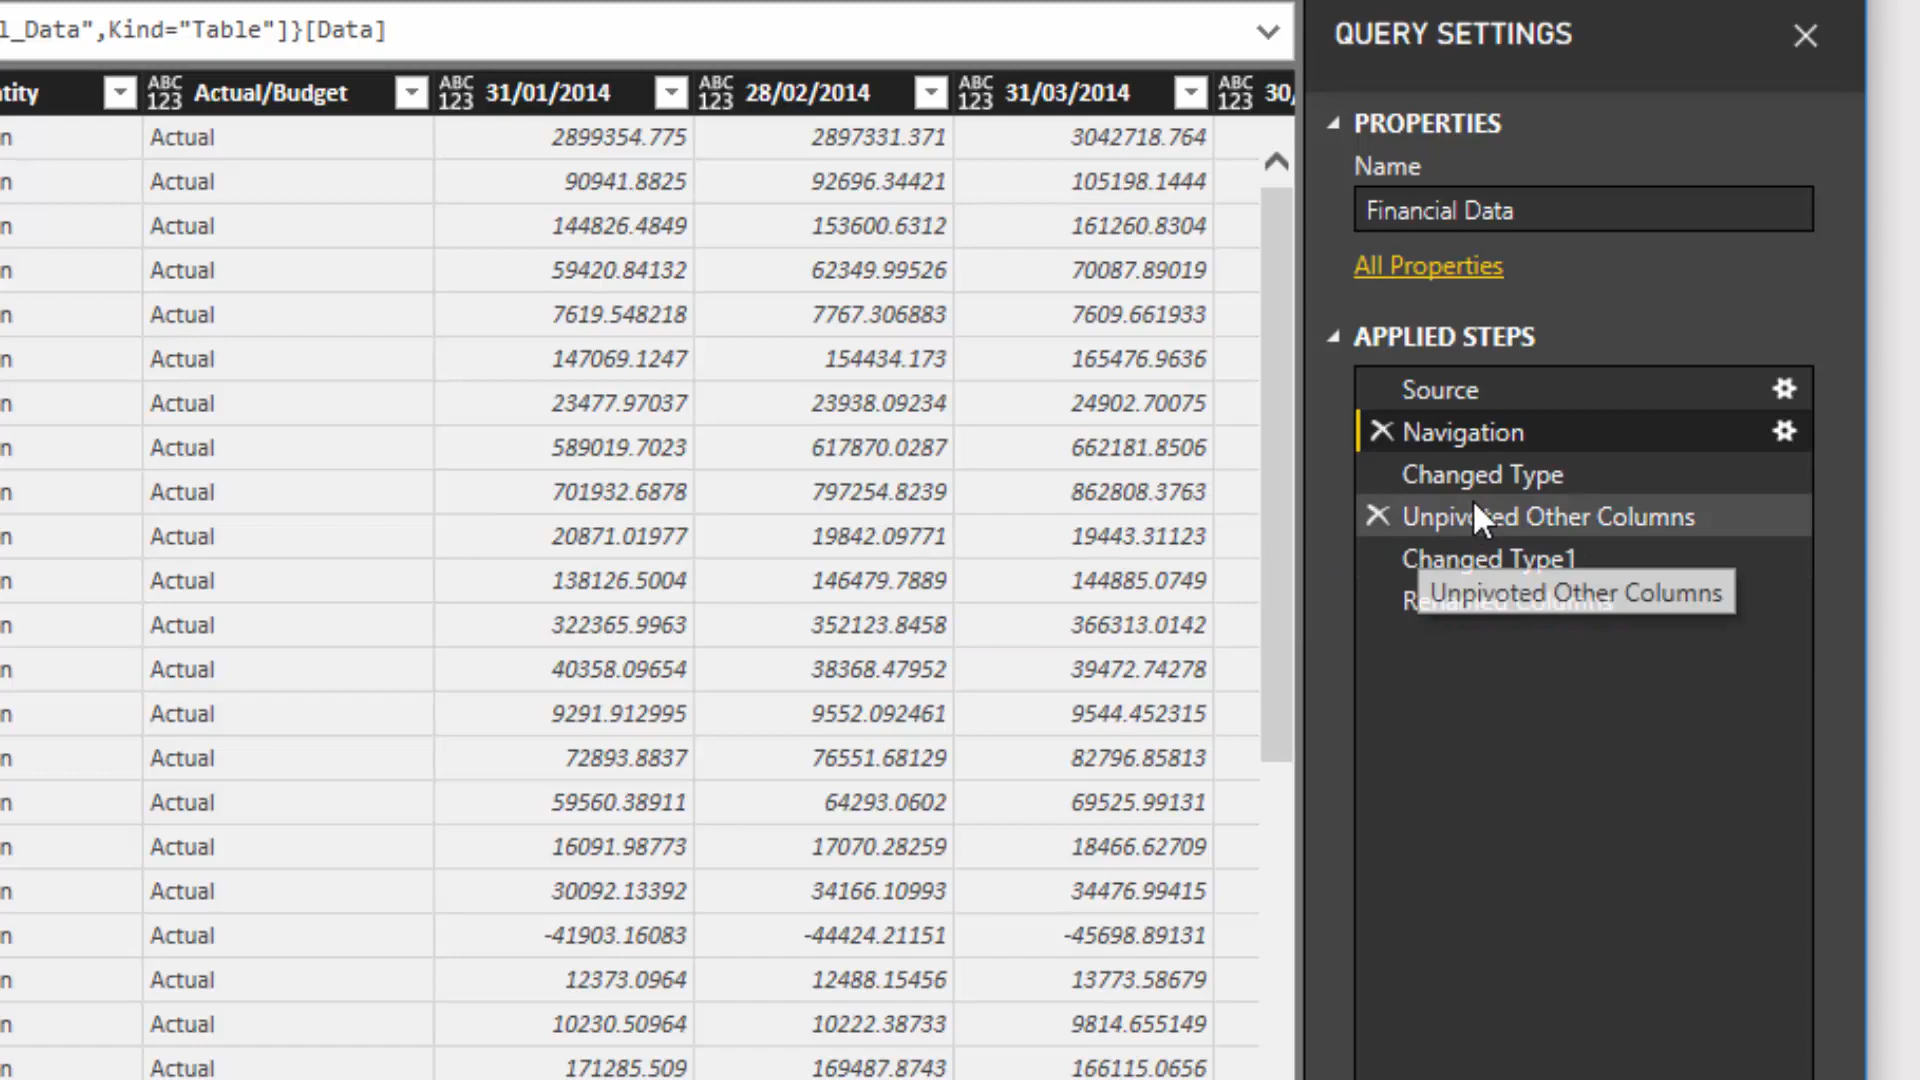 l_Data",Kind="Table"]}[Data]
tity ABC 123 Actual/Budget ABC 123 31/01/2014 ABC 123 28/02/2014 ABC 123 31/03/2014 ABC 123 30/
n Actual 2899354.775 2897331.371 3042718.764
n Actual 90941.8825 92696.34421 105198.1444
n Actual 144826.4849 153600.6312 161260.8304
n Actual 59420.84132 62349.99526 70087.89019
n Actual 7619.548218 7767.306883 7609.661933
n Actual 147069.1247 154434.173 165476.9636
n Actual 23477.97037 23938.09234 24902.70075
n Actual 589019.7023 617870.0287 662181.8506
n Actual 701932.6878 797254.8239 862808.3763
n Actual 20871.01977 19842.09771 19443.31123
n Actual 138126.5004 146479.7889 144885.0749
n Actual 322365.9963 352123.8458 366313.0142
n Actual 40358.09654 38368.47952 39472.74278
n Actual 9291.912995 9552.092461 9544.452315
n Actual 72893.8837 76551.68129 82796.85813
n Actual 59560.38911 64293.0602 69525.99131
n Actual 16091.98773 17070.28259 18466.62709
n Actual 30092.13392 34166.10993 34476.99415
n Actual -41903.16083 -44424.21151 -45698.89131
n Actual 12373.0964 12488.15456 13773.58679
n Actual 10230.50964 10222.38733 9814.655149
n Actual 171285.509 169487.8743 166115.0656
QUERY SETTINGS
PROPERTIES
Name
Financial Data
All Properties
APPLIED STEPS
Source
Navigation
Changed Type
Unpivoted Other Columns
Changed Type1
Renamed Columns
Unpivoted Other Columns